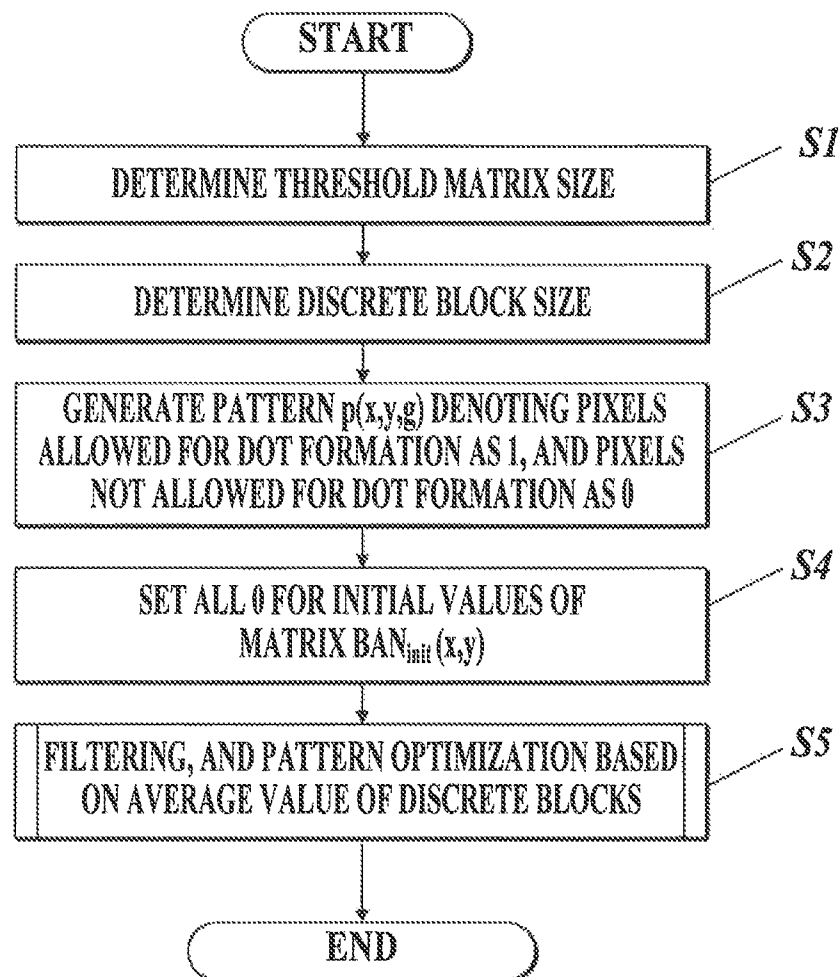 START
S1
DETERMINE THRESHOLD MATRIX SIZE
S2
DETERMINE DISCRETE BLOCK SIZE
S3
GENERATE PATTERN p(x,y,g) DENOTING PIXELS
ALLOWED FOR DOT FORMATION AS 1, AND PIXELS
NOT ALLOWED FOR DOT FORMATION AS 0
S4
SET ALL 0 FOR INITIAL VALUES OF
MATRIX BANinit (x,y)
S5
FILTERING, AND PATTERN OPTIMIZATION BASED
ON AVERAGE VALUE OF DISCRETE BLOCKS
END